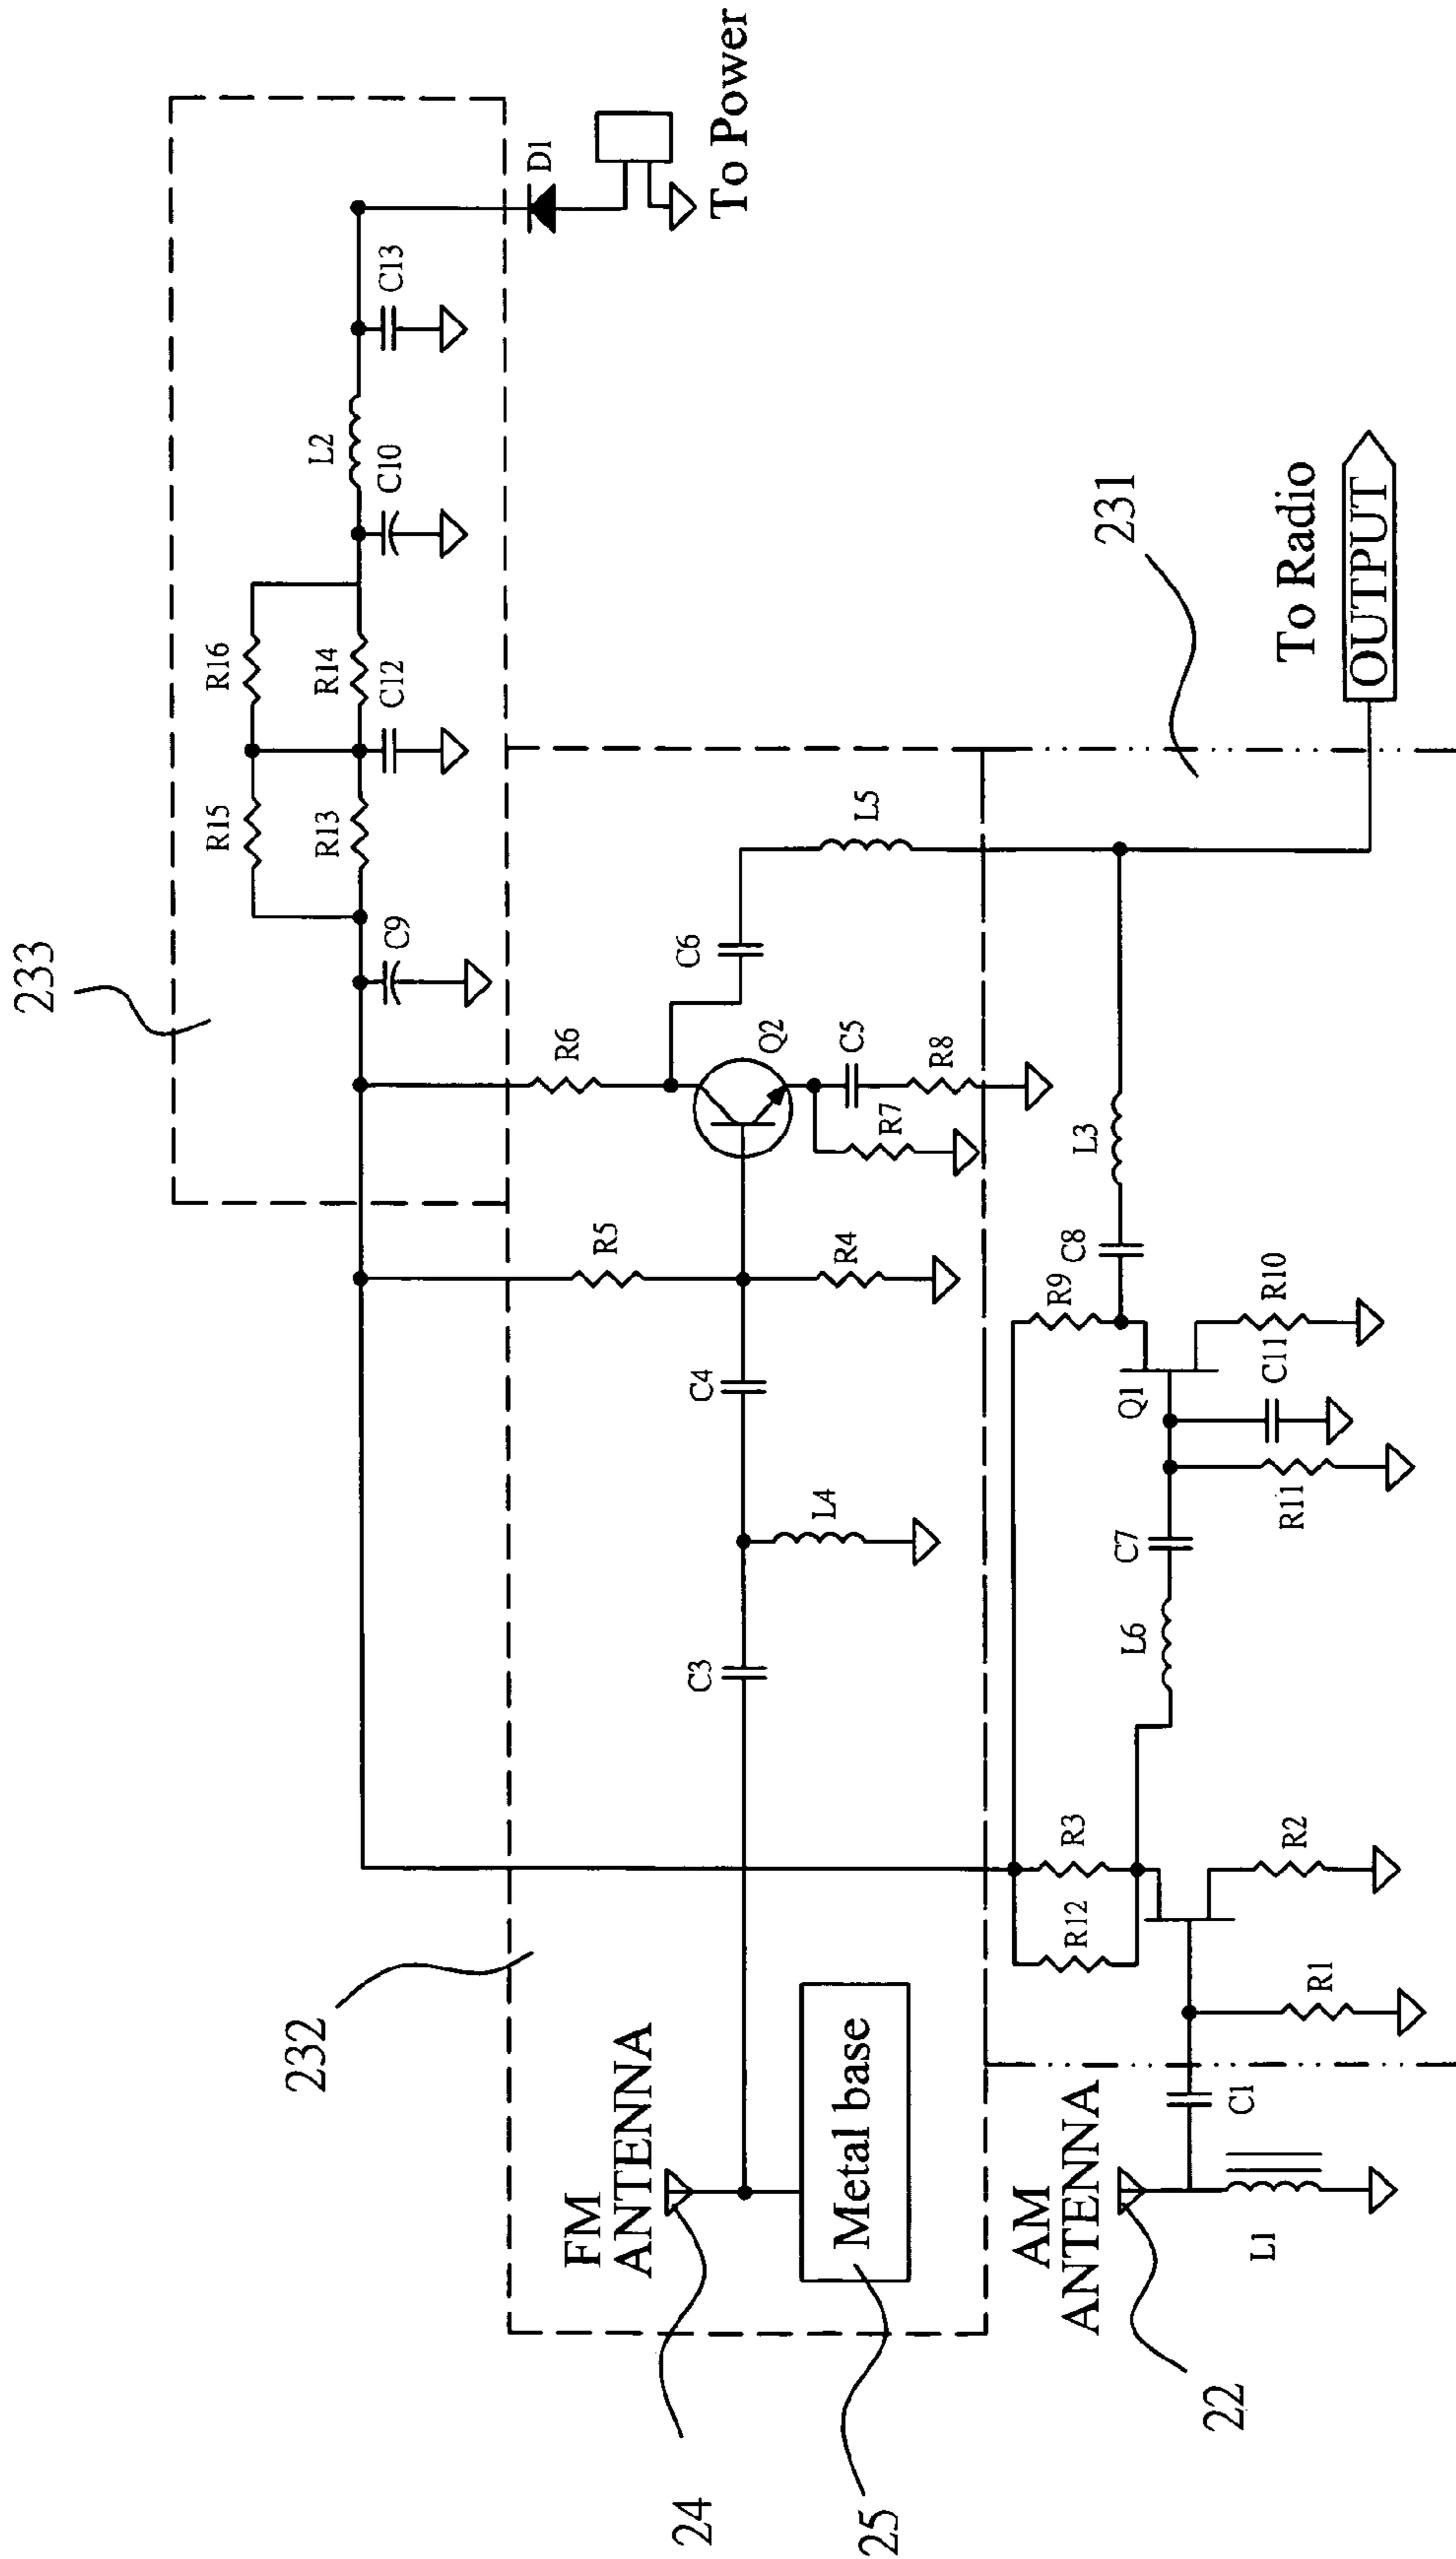 233
R15
R16
R13
R14
L2
C9
C12
C10
C13
D1
To Power
232
R5
R6
FM
ANTENNA
24
Metal base
25
C3
L4
C4
R4
Q2
C5
R7
R8
C6
L5
231
AM
ANTENNA
22
L1
C1
R1
R12
R3
R2
L6
C7
R11
C11
Q1
R9
R10
C8
L3
To Radio
OUTPUT